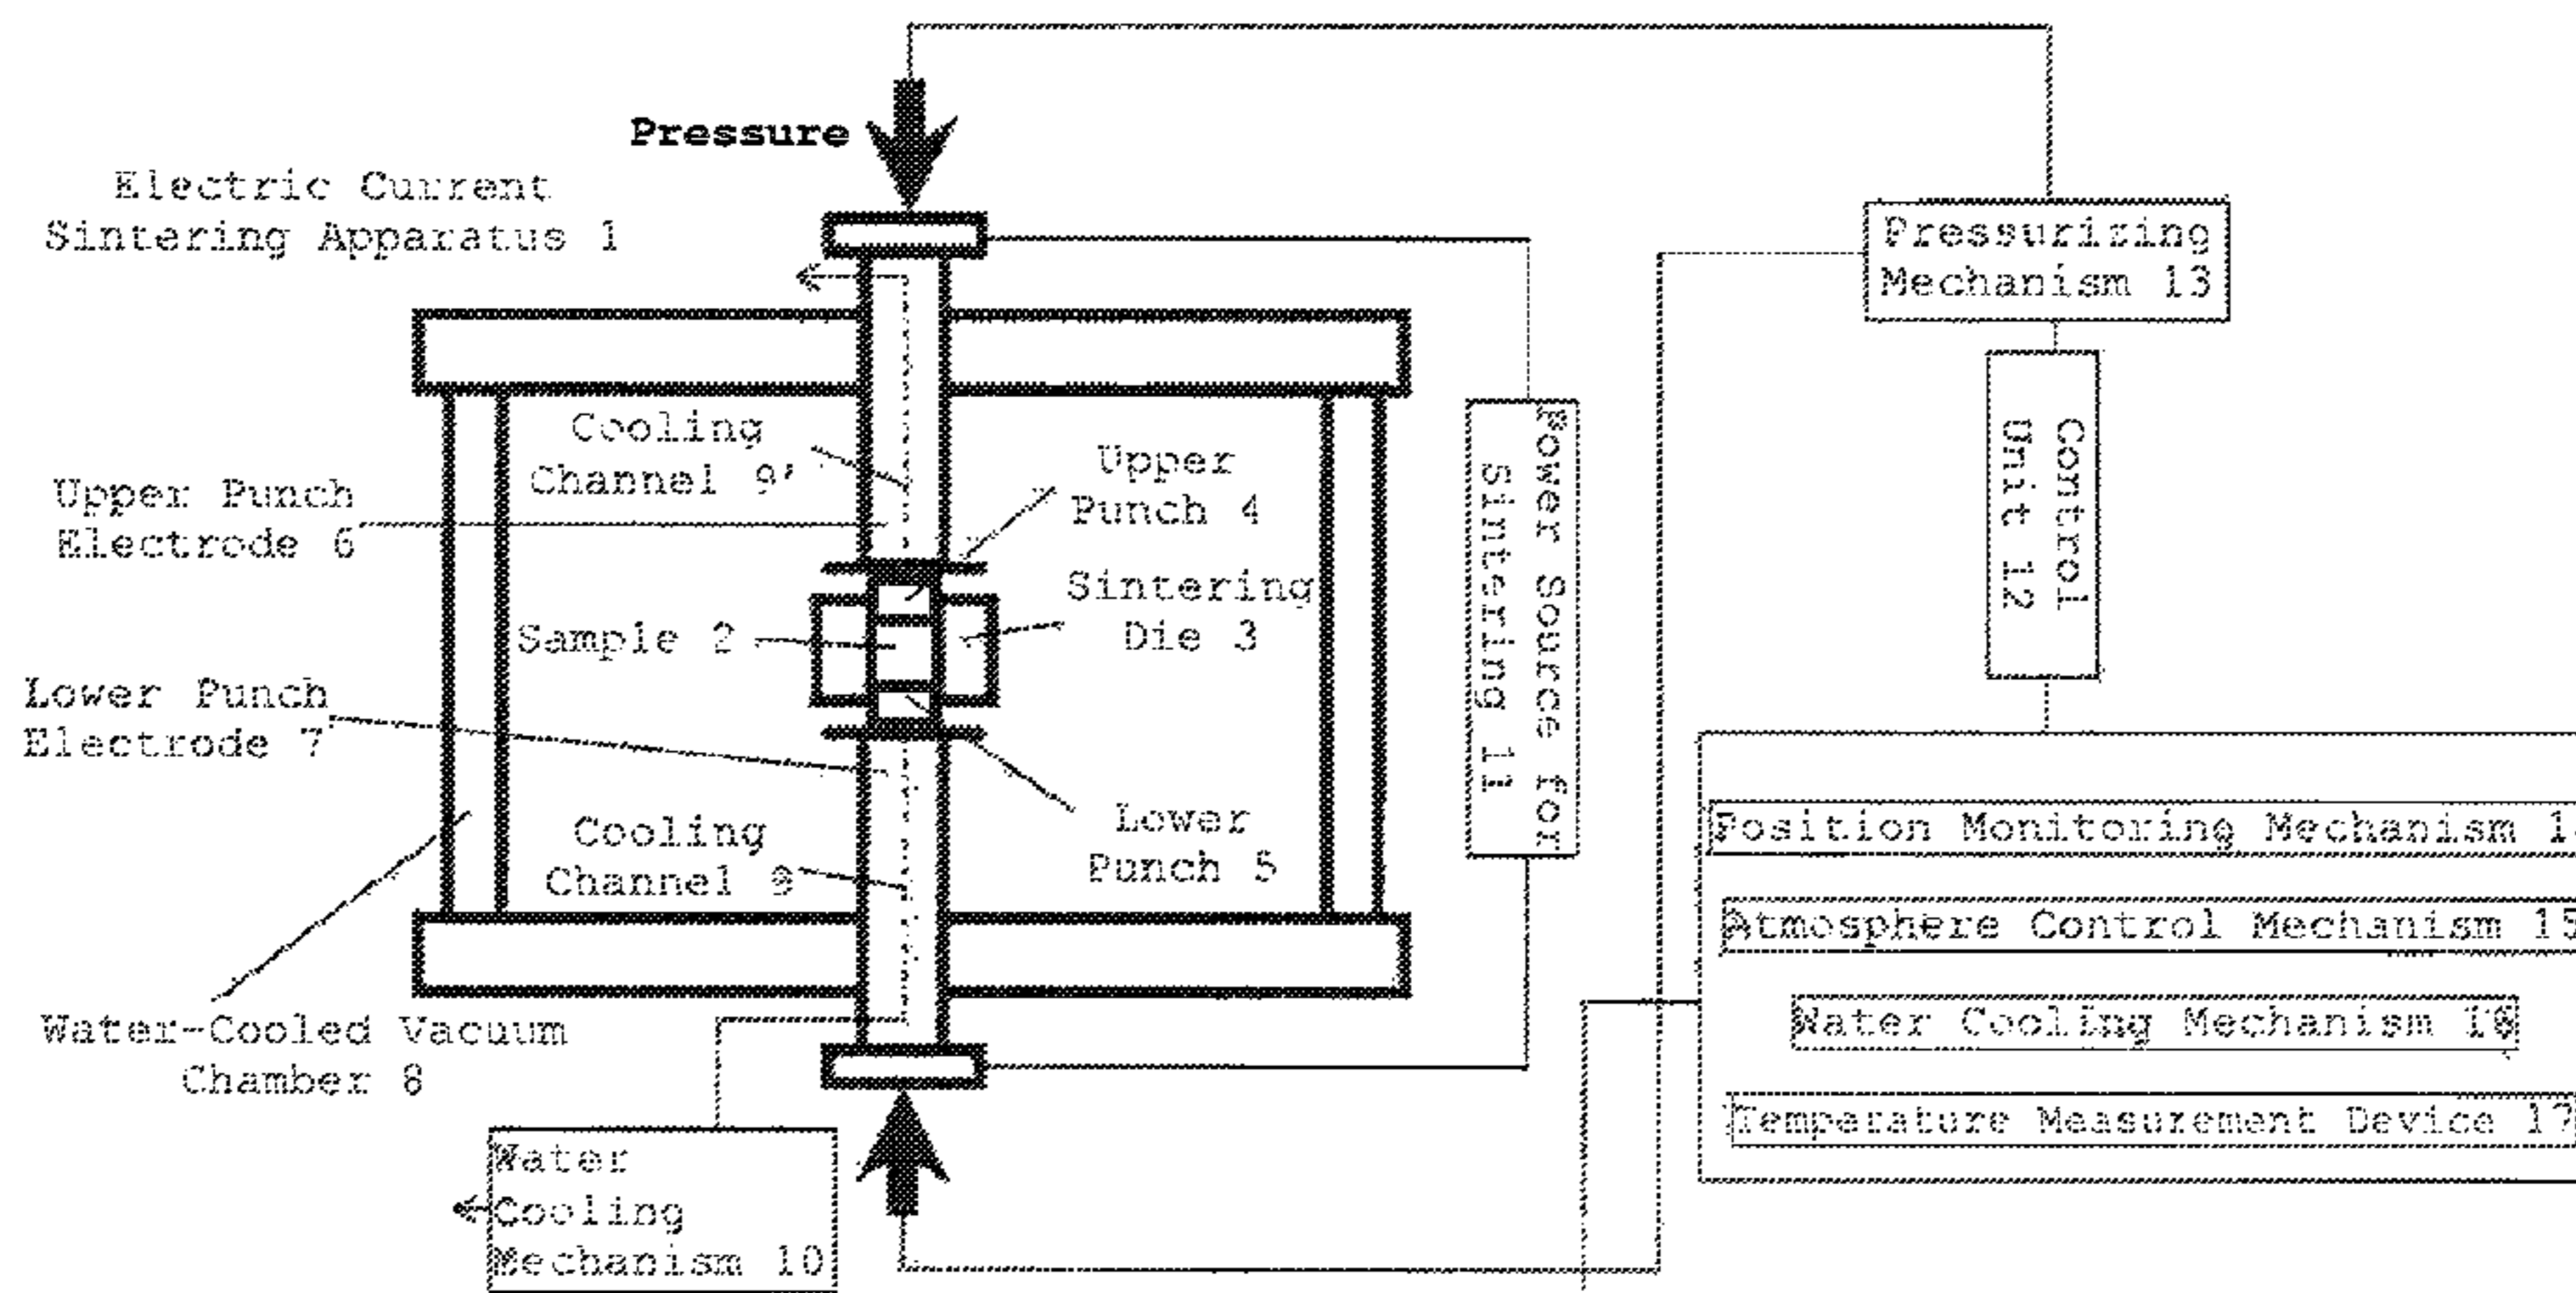 Pressure
Electric Current
Sintering Apparatus 1
Pressurizing
Mechanism 13
Control
Unit 12
Cooling
Channel 9'
Upper
Punch 4
Upper Punch
Electrode 6
Power Source for
Sintering 11
Sintering
Die 3
Sample 2
Lower Punch
Electrode 7
Cooling
Channel 9
Lower
Punch 5
Position Monitoring Mechanism
Atmosphere Control Mechanism 15
Water Cooling Mechanism 16
Temperature Measurement Device 17
Water-Cooled Vacuum
Chamber 8
Water
Cooling
Mechanism 10